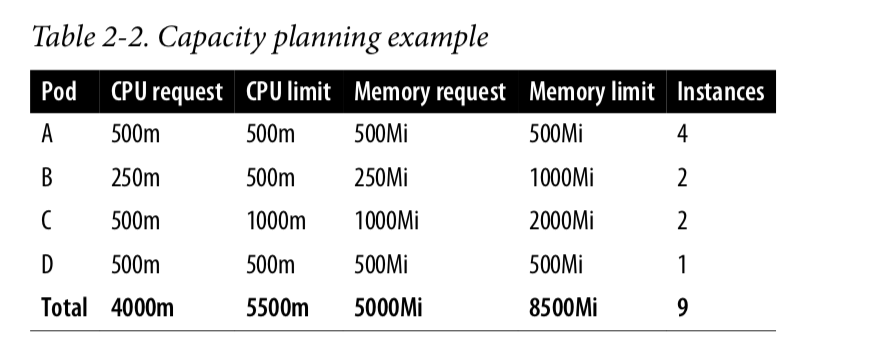 Table 2-2. Capacity planning example
Pod CPU request CPU limit Memory request Memory limit Instances
A 500m 500m 500Mi 500Mi 4
B 250m 500m 250Mi 1000Mi 2
C 500m 1000m 1000Mi 2000Mi 2
D 500m 500m 500Mi 500Mi 1
Total 4000m 5500m 5000Mi 8500Mi 9